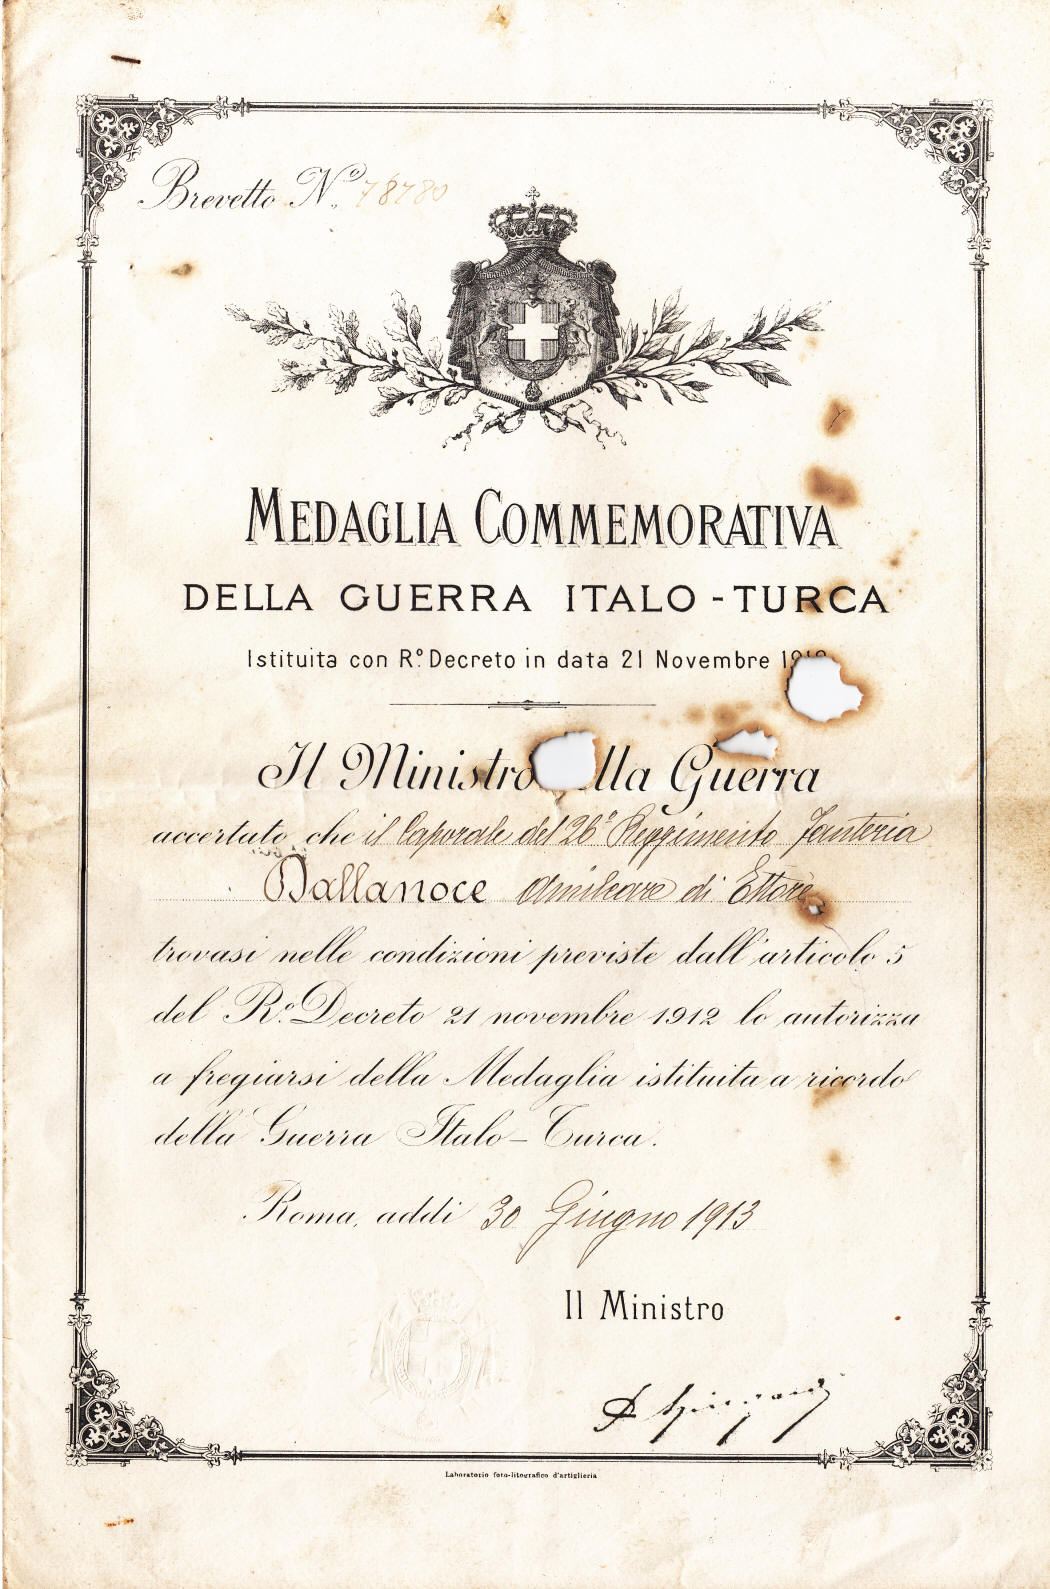 Brevetto N.º 78780
MEDAGLIA COMMEMORATIVA
DELLA GUERRA ITALO-TURCA
Istituita con R.º Decreto in data 21 Novembre
Il Ministro lla Guerra
accertato che il Caporale del 26º Reggimento Fanteria
Dallanoce Amilcare di Ettore
trovasi nelle condizioni previste dall'articolo 5
del R.º Decreto 21 novembre 1912 lo autorizza
a fregiarsi della Medaglia istituita a ricordo
della Guerra Italo-Turca.
Roma, addì 30 Giugno 1913
Il Ministro
Laboratorio foto-litografico d'artiglieria